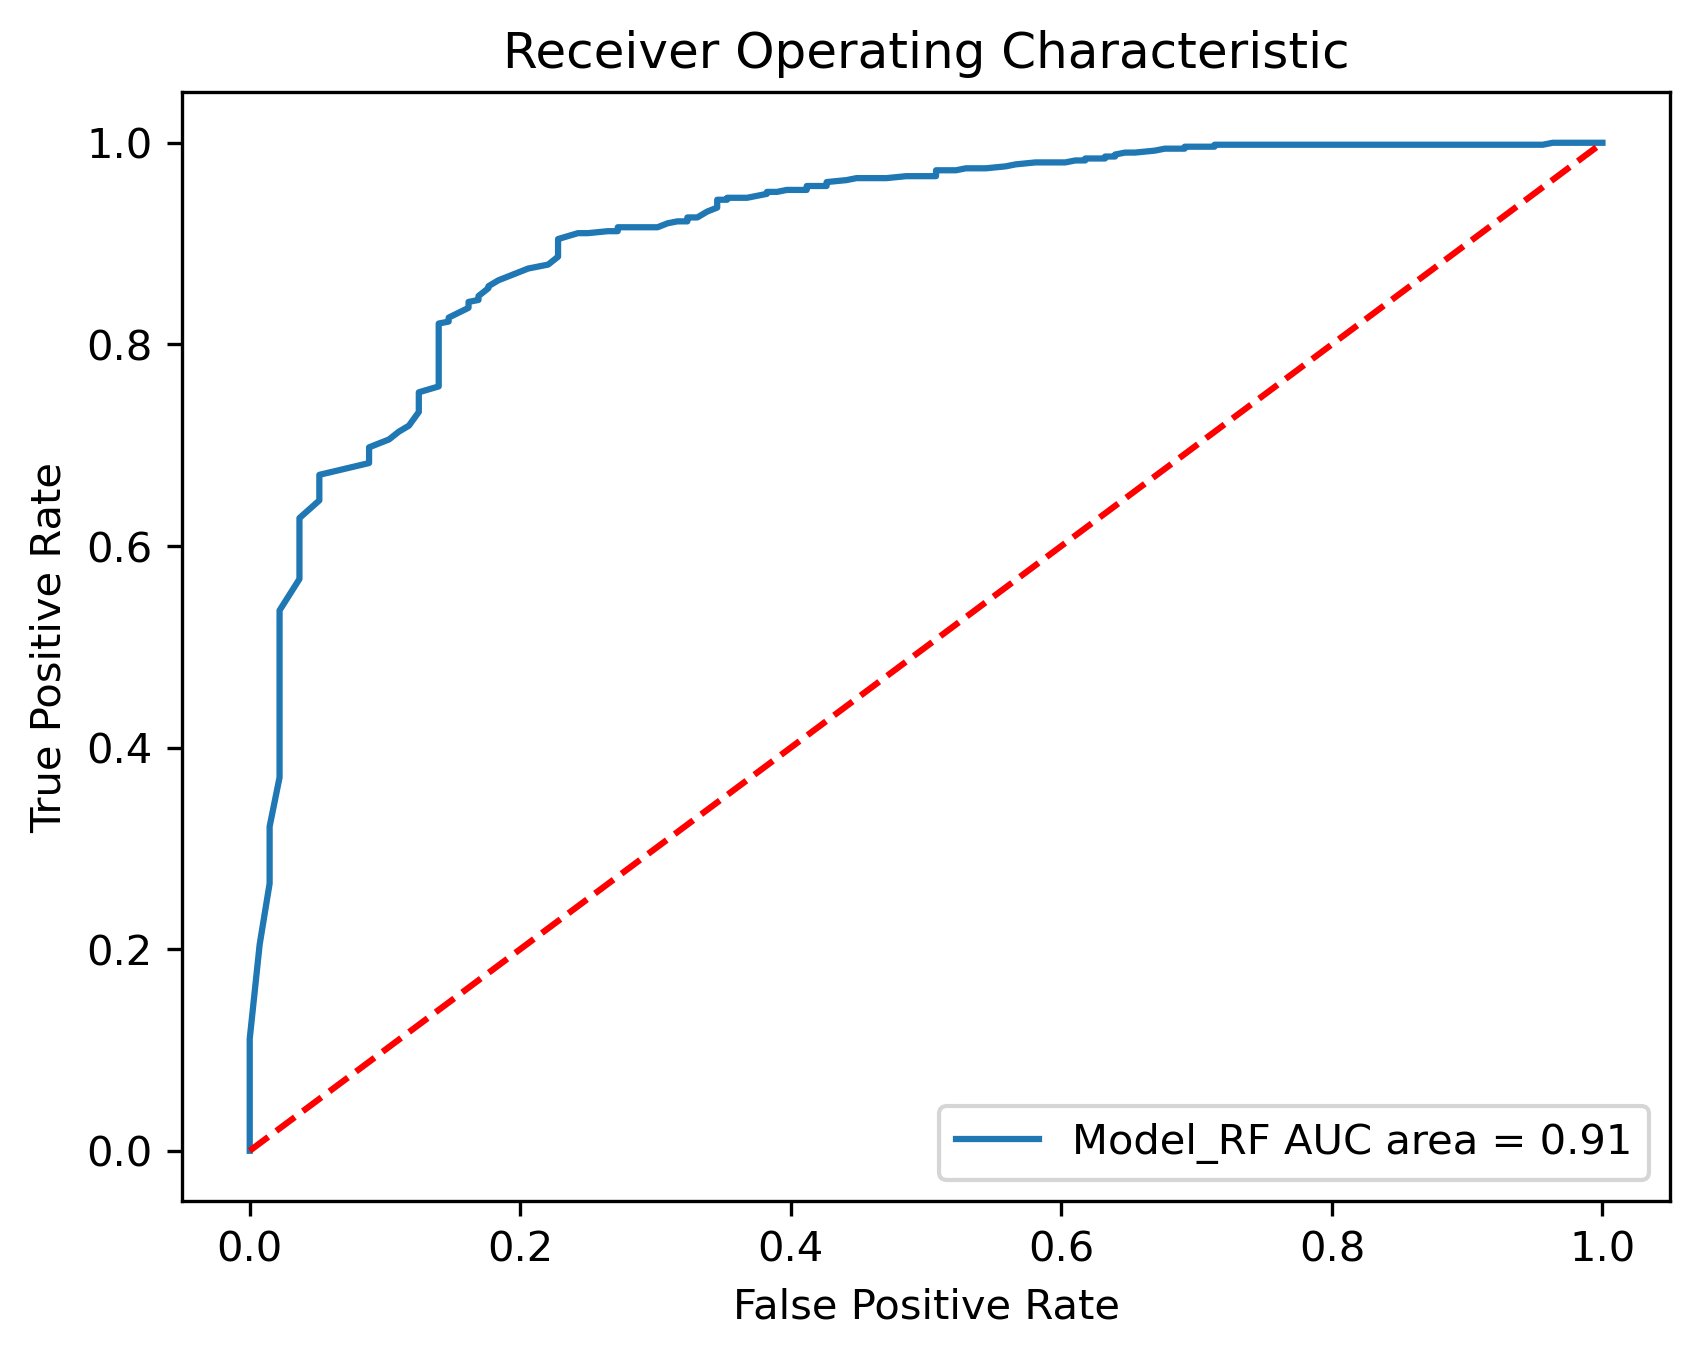 Receiver Operating Characteristic
1.0
0.8
0.6
0.4
0.2
0.0
True Positive Rate
Model_RF AUC area = 0.91
0.0 0.2 0.4 0.6 0.8 1.0
False Positive Rate